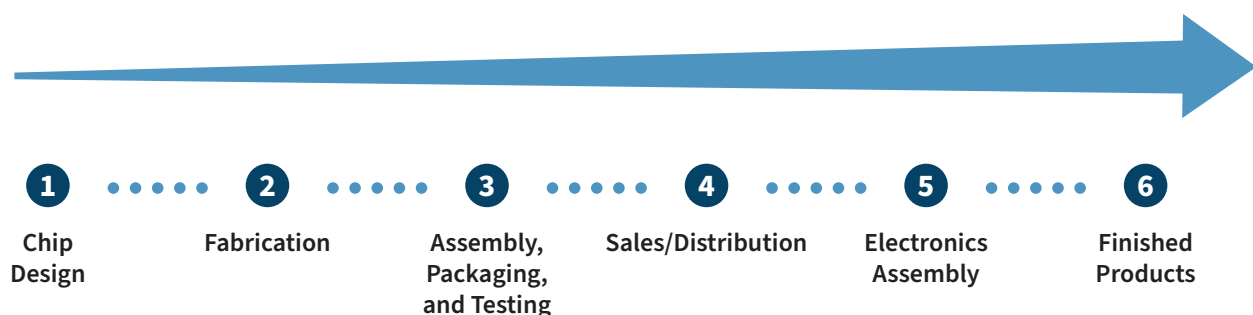 1
2
3
4
5
6
Chip
Design
Fabrication
Assembly,
Packaging,
and Testing
Sales/Distribution
Electronics
Assembly
Finished
Products